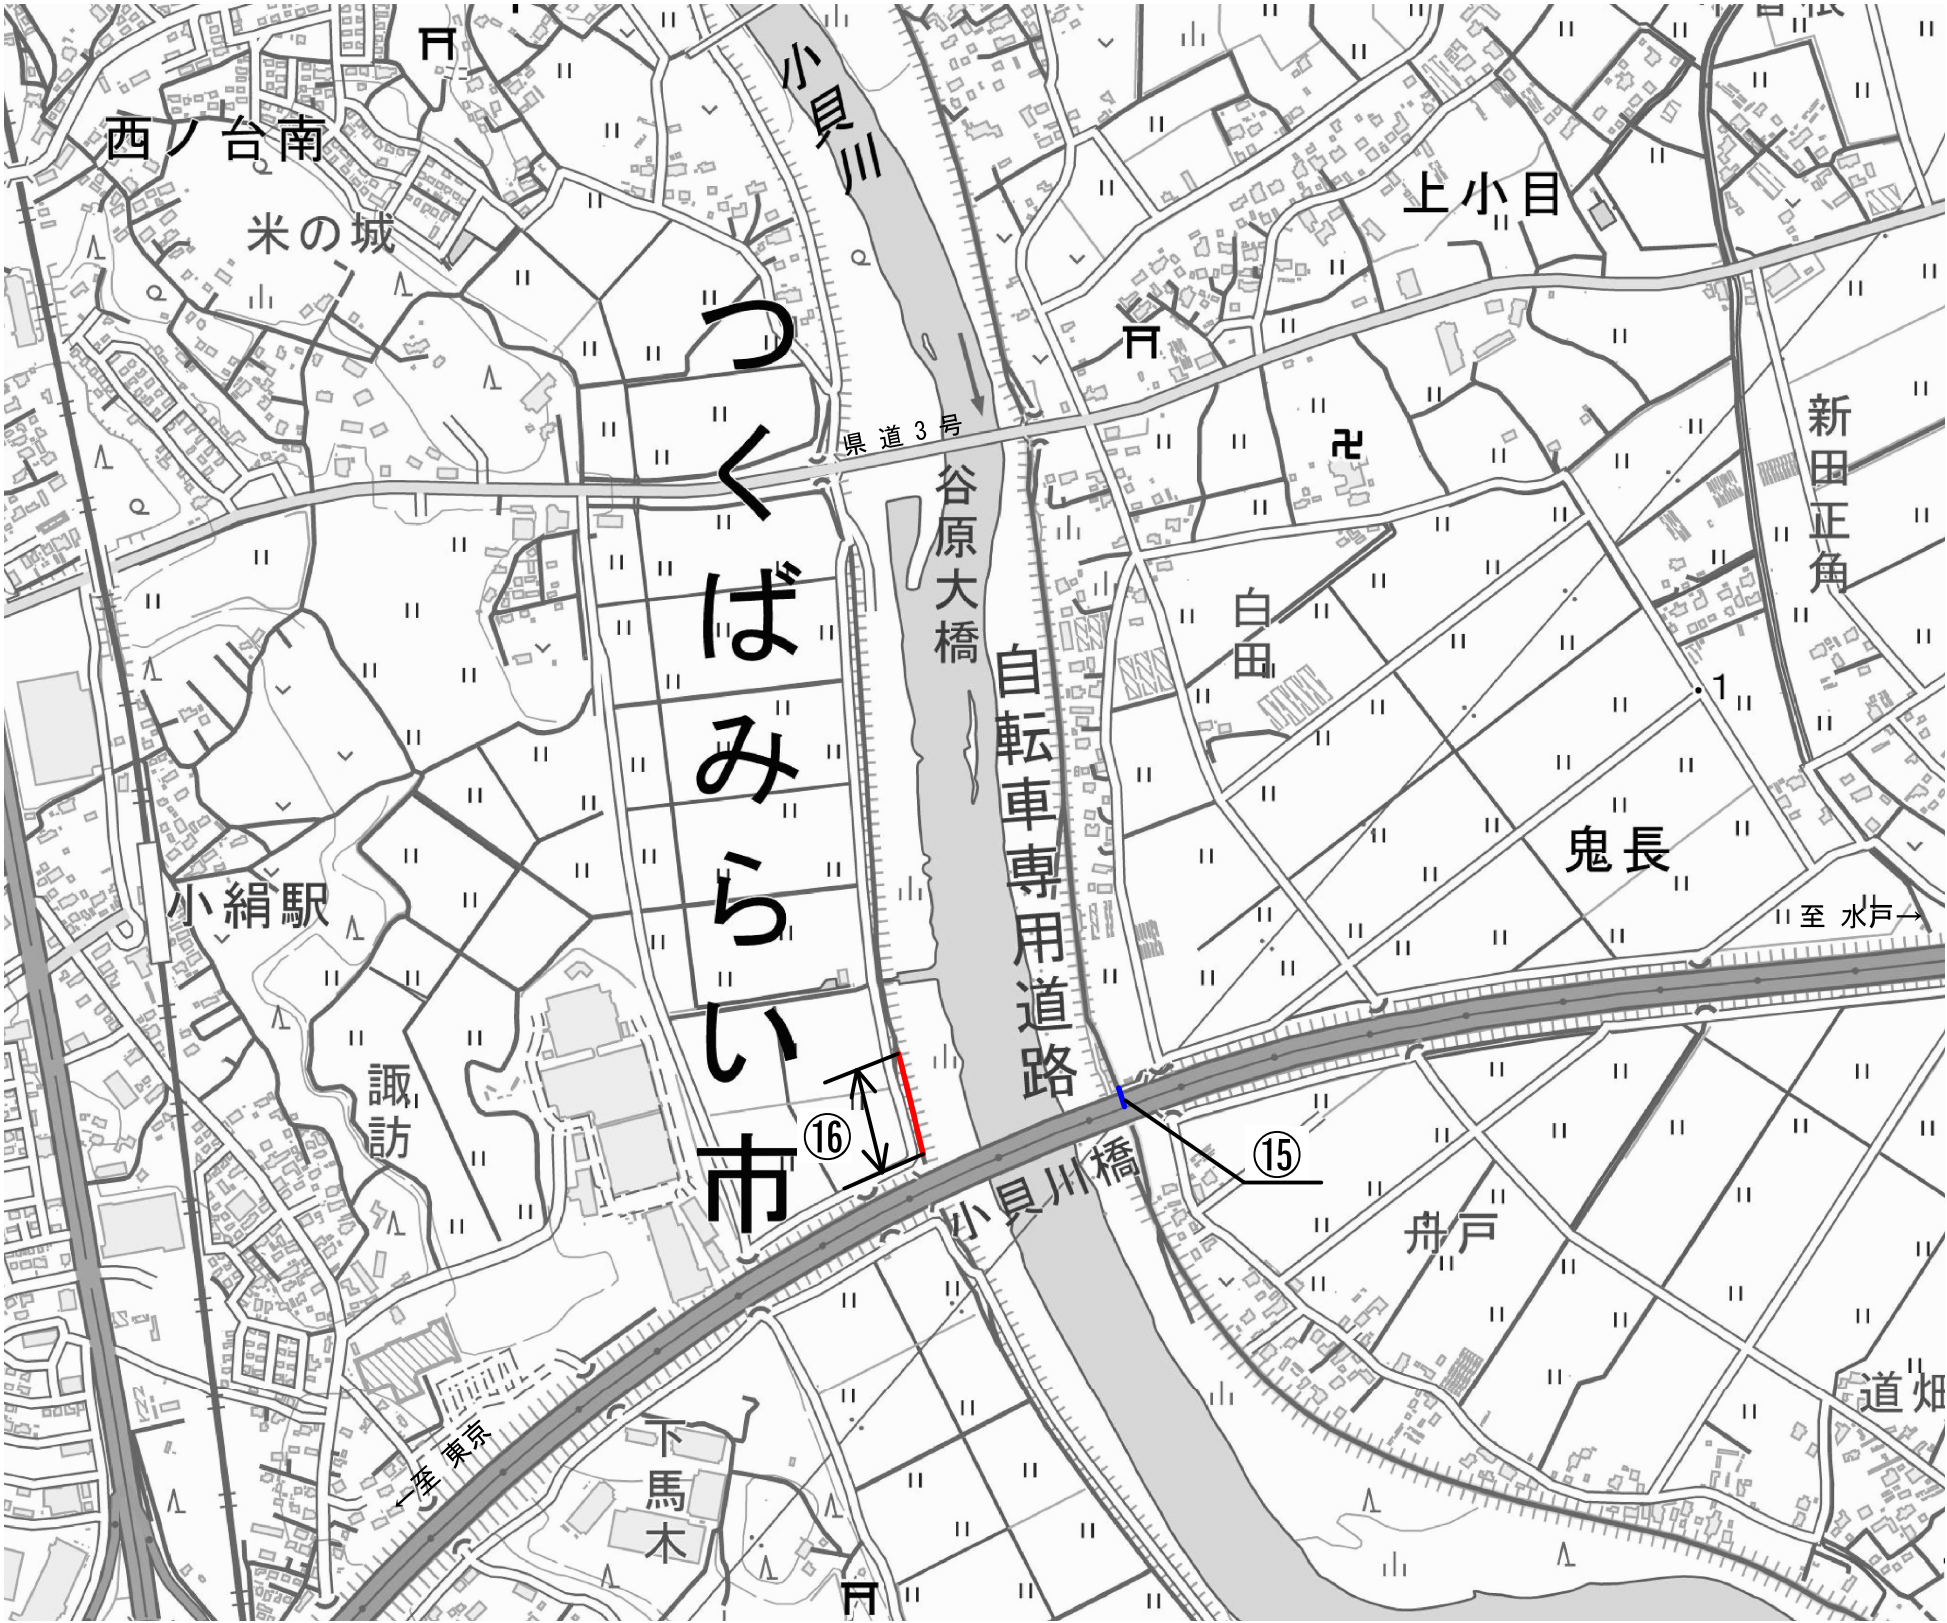 小貝川
西ノ台南
米の城
上小目
つくばみらい市
県道3号
谷原大橋
新田正角
白田
自転車専用道路
1
鬼長
小絹駅
至 水戸→
諏訪
⑯
⑮
小貝川橋
舟戸
道畑
←至 東京
下馬木